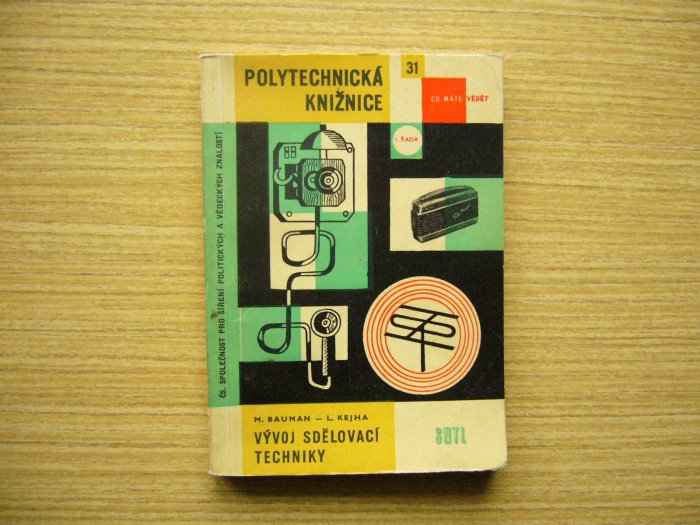 POLYTECHNICKÁ
KNIŽNICE
31
CO MÁTE VĚDĚT
I. ŘADA
ČS. SPOLEČNOST PRO ŠÍŘENÍ POLITICKÝCH A VĚDECKÝCH ZNALOSTÍ
M. BAUMAN – L. KEJHA
VÝVOJ SDĚLOVACÍ
TECHNIKY
SNTL